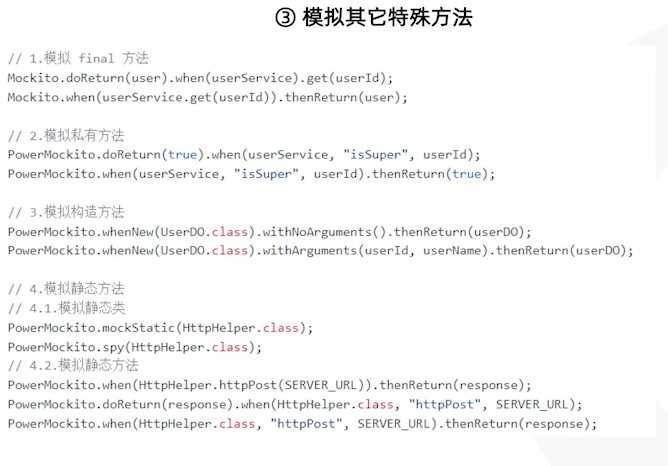 ③ 模拟其它特殊方法
// 1.模拟 final 方法
Mockito.doReturn(user).when(userService).get(userId);
Mockito.when(userService.get(userId)).thenReturn(user);
// 2.模拟私有方法
PowerMockito.doReturn(true).when(userService, "isSuper", userId);
PowerMockito.when(userService, "isSuper", userId).thenReturn(true);
// 3.模拟构造方法
PowerMockito.whenNew(UserDO.class).withNoArguments().thenReturn(userDO);
PowerMockito.whenNew(UserDO.class).withArguments(userId, userName).thenReturn(userDO);
// 4.模拟静态方法
// 4.1.模拟静态类
PowerMockito.mockStatic(HttpHelper.class);
PowerMockito.spy(HttpHelper.class);
// 4.2.模拟静态方法
PowerMockito.when(HttpHelper.httpPost(SERVER_URL)).thenReturn(response);
PowerMockito.doReturn(response).when(HttpHelper.class, "httpPost", SERVER_URL);
PowerMockito.when(HttpHelper.class, "httpPost", SERVER_URL).thenReturn(response);